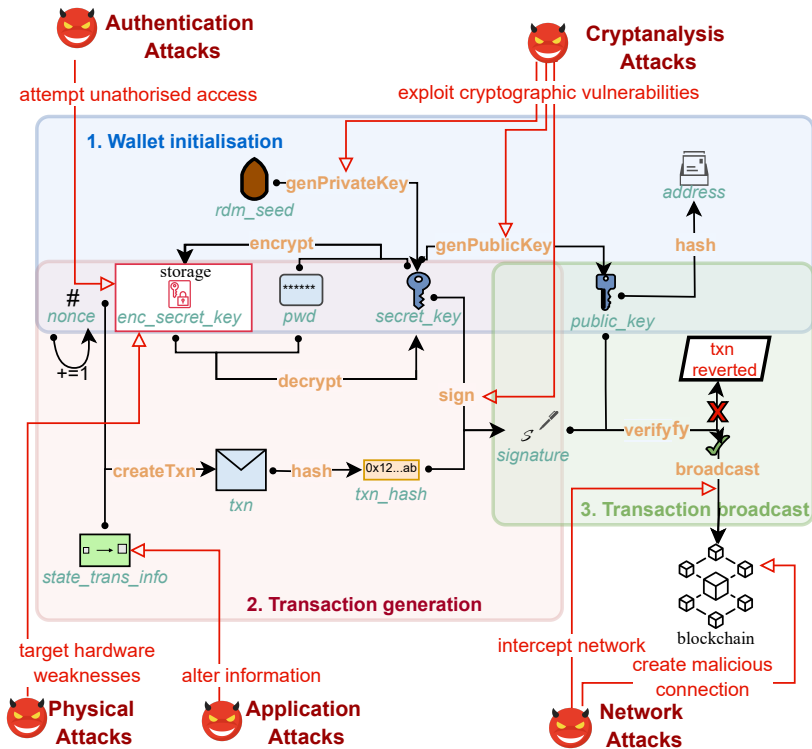 Authentication
Attacks
Cryptanalysis
Attacks
attempt unathorised access
exploit cryptographic vulnerabilities
1. Wallet initialisation
genPrivateKey
rdm_seed
address
encrypt
genPublicKey
hash
storage
******
#
nonce
enc_secret_key
pwd
secret_key
public_key
+=1
decrypt
sign
txn
reverted
signature
verifyfy
createTxn
hash
0x12...ab
txn
txn_hash
broadcast
3. Transaction broadcast
state_trans_info
2. Transaction generation
blockchain
target hardware
weaknesses
alter information
intercept network
create malicious
connection
Physical
Attacks
Application
Attacks
Network
Attacks